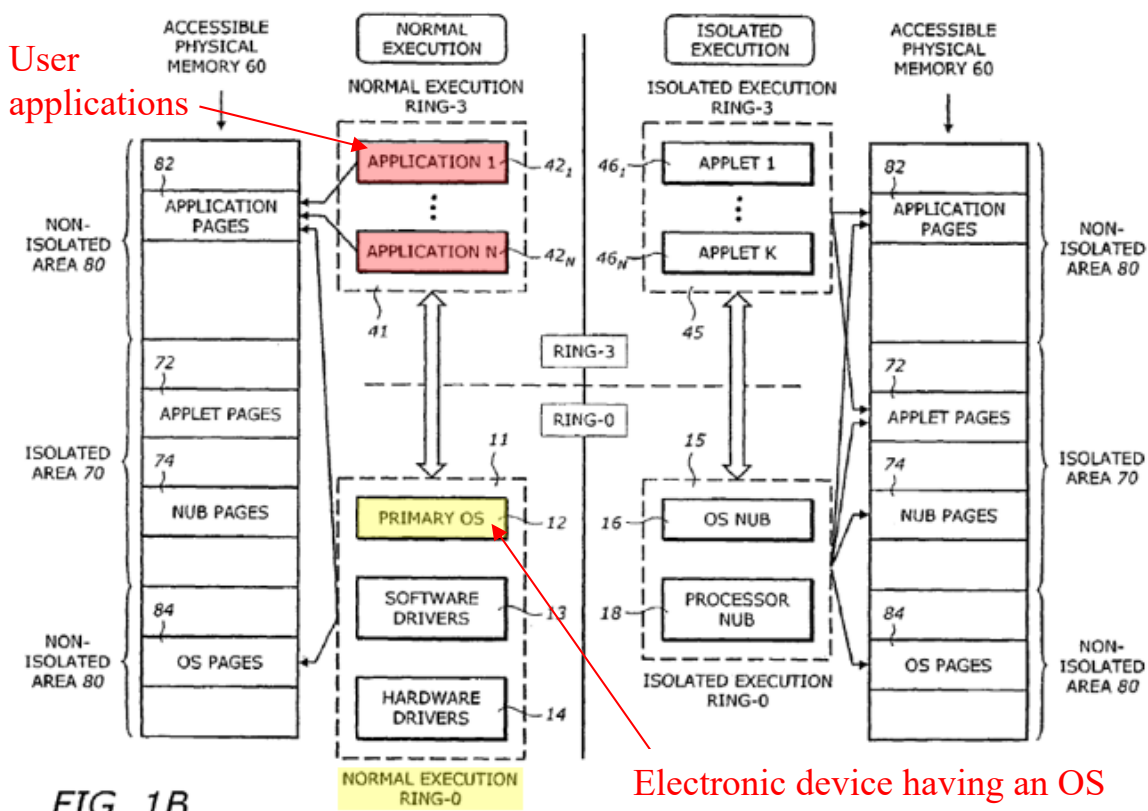 ACCESSIBLE
PHYSICAL
MEMORY 60
NORMAL
EXECUTION
ISOLATED
EXECUTION
ACCESSIBLE
PHYSICAL
MEMORY 60
User
applications
NORMAL EXECUTION
RING-3
ISOLATED EXECUTION
RING-3
82
APPLICATION
PAGES
NON-
ISOLATED
AREA 80
APPLICATION 1
42₁
APPLICATION N
42N
41
46₁
APPLET 1
46N
APPLET K
45
82
APPLICATION
PAGES
NON-
ISOLATED
AREA 80
RING-3
RING-0
72
APPLET PAGES
74
NUB PAGES
ISOLATED
AREA 70
72
APPLET PAGES
74
NUB PAGES
ISOLATED
AREA 70
11
PRIMARY OS
12
SOFTWARE
DRIVERS
13
HARDWARE
DRIVERS
14
15
16
OS NUB
18
PROCESSOR
NUB
84
OS PAGES
NON-
ISOLATED
AREA 80
84
OS PAGES
NON-
ISOLATED
AREA 80
ISOLATED EXECUTION
RING-0
NORMAL EXECUTION
RING-0
Electronic device having an OS
FIG. 1B